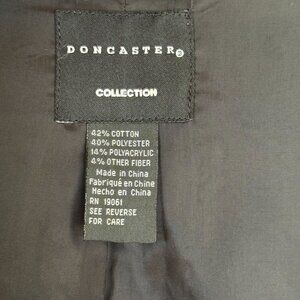 DONCASTER®
COLLECTION
42% COTTON
40% POLYESTER
14% POLYACRYLIC
4% OTHER FIBER
Made in China
Fabriqué en Chine
Hecho en China
RN 19061
SEE REVERSE
FOR CARE